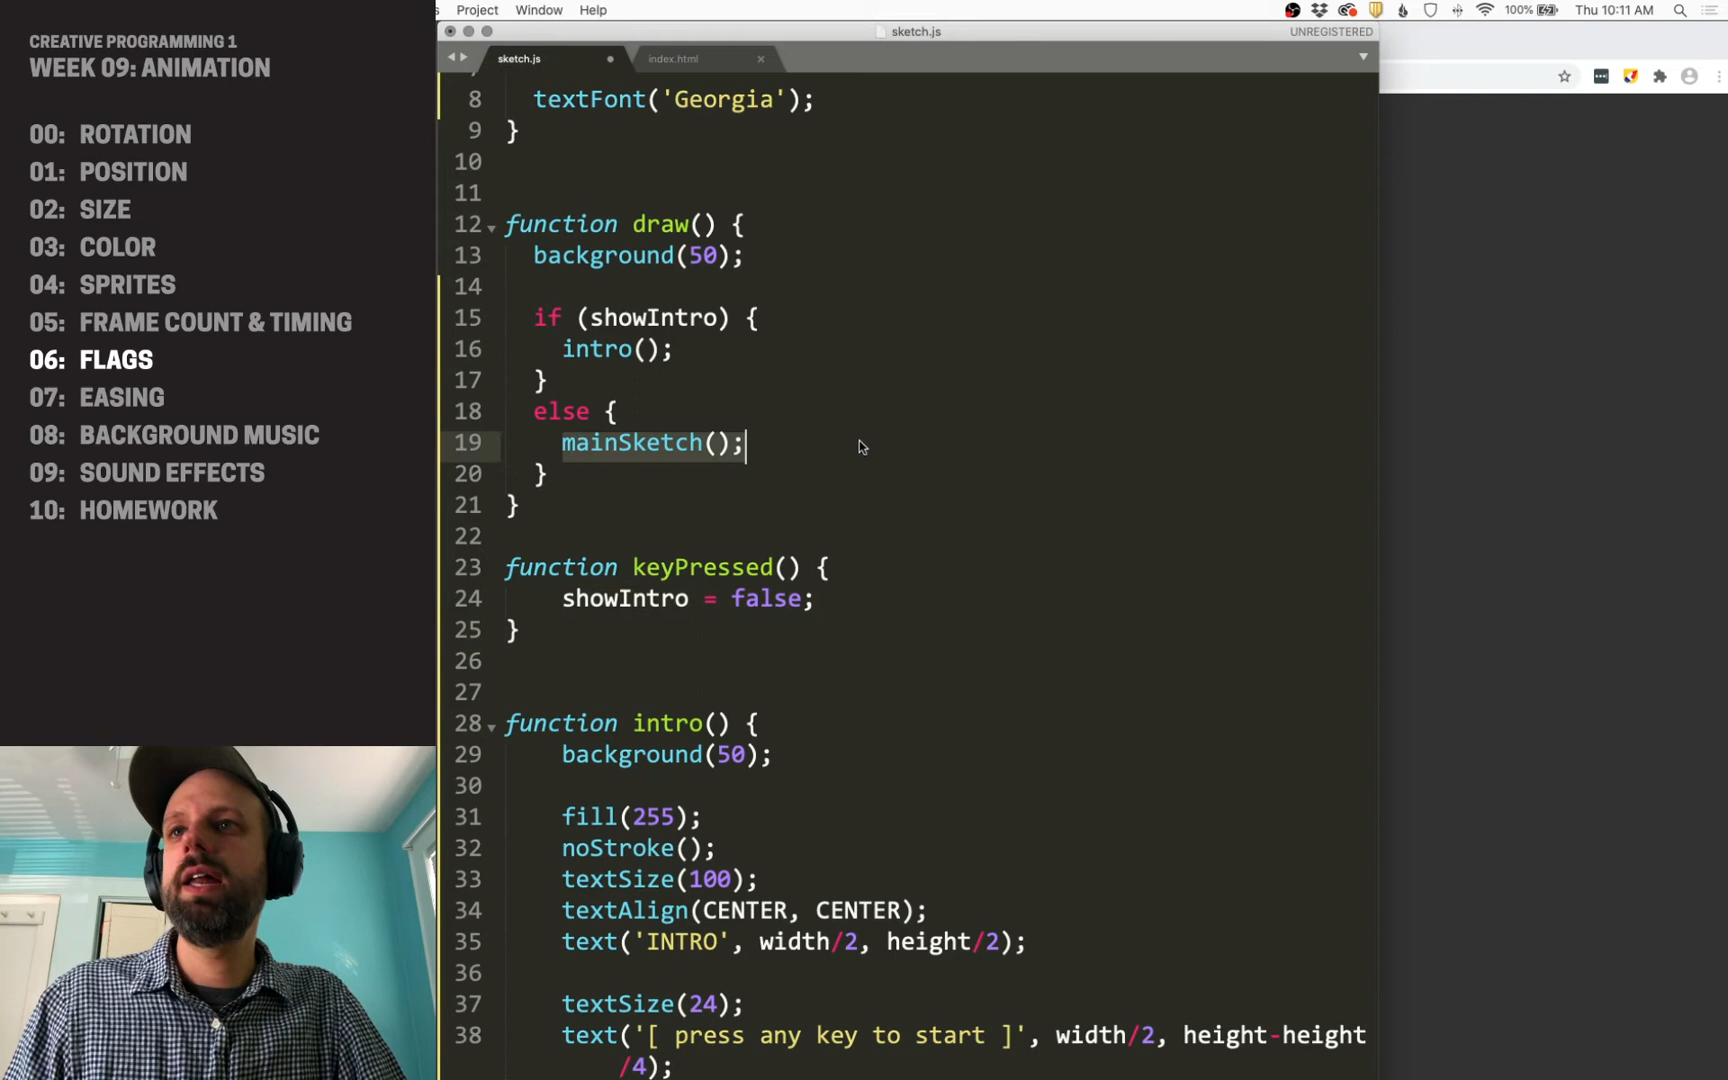 Project Window Help
100% Thu 10:11 AM
CREATIVE PROGRAMMING 1
WEEK 09: ANIMATION
00: ROTATION
01: POSITION
02: SIZE
03: COLOR
04: SPRITES
05: FRAME COUNT & TIMING
06: FLAGS
07: EASING
08: BACKGROUND MUSIC
09: SOUND EFFECTS
10: HOMEWORK
sketch.js
UNREGISTERED
sketch.js
index.html
8 textFont('Georgia');
9 }
10
11
12 function draw() {
13 background(50);
14
15 if (showIntro) {
16 intro();
17 }
18 else {
19 mainSketch();
20 }
21 }
22
23 function keyPressed() {
24 showIntro = false;
25 }
26
27
28 function intro() {
29 background(50);
30
31 fill(255);
32 noStroke();
33 textSize(100);
34 textAlign(CENTER, CENTER);
35 text('INTRO', width/2, height/2);
36
37 textSize(24);
38 text('[ press any key to start ]', width/2, height-height
/4);